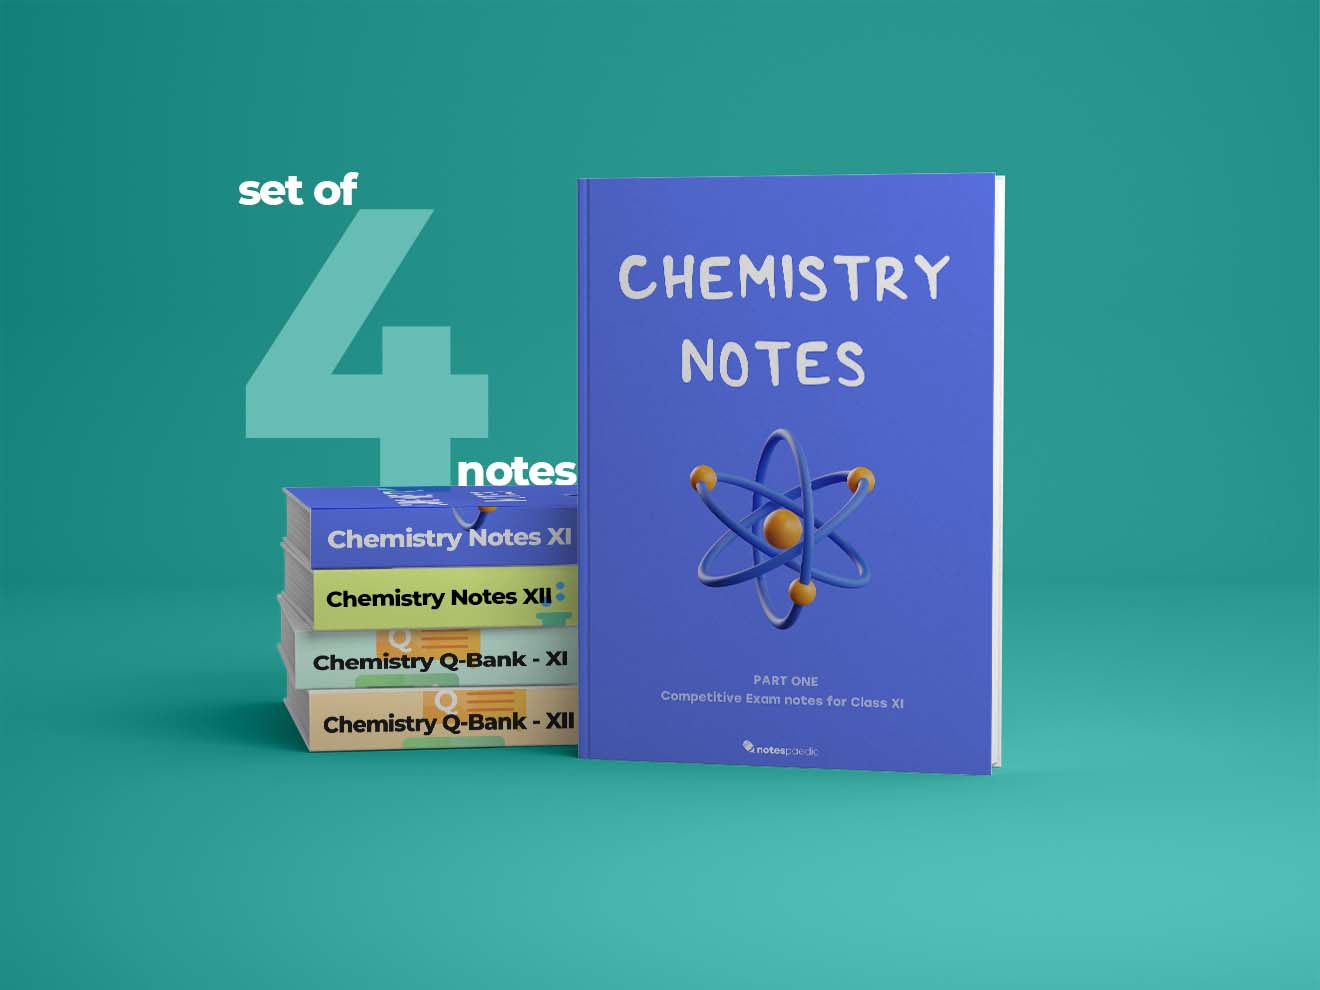 set of
4
notes
Chemistry Notes XI
Chemistry Notes XII
Q
Chemistry Q-Bank - XI
Q
Chemistry Q-Bank - XII
CHEMISTRY
NOTES
PART ONE
Competitive Exam notes for Class XI
notespaedic